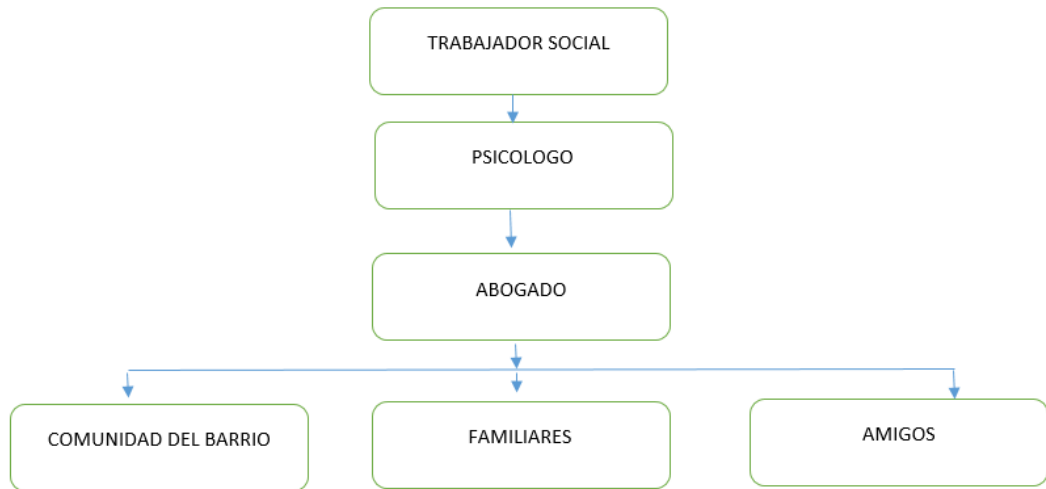 TRABAJADOR SOCIAL
PSICOLOGO
ABOGADO
COMUNIDAD DEL BARRIO
FAMILIARES
AMIGOS